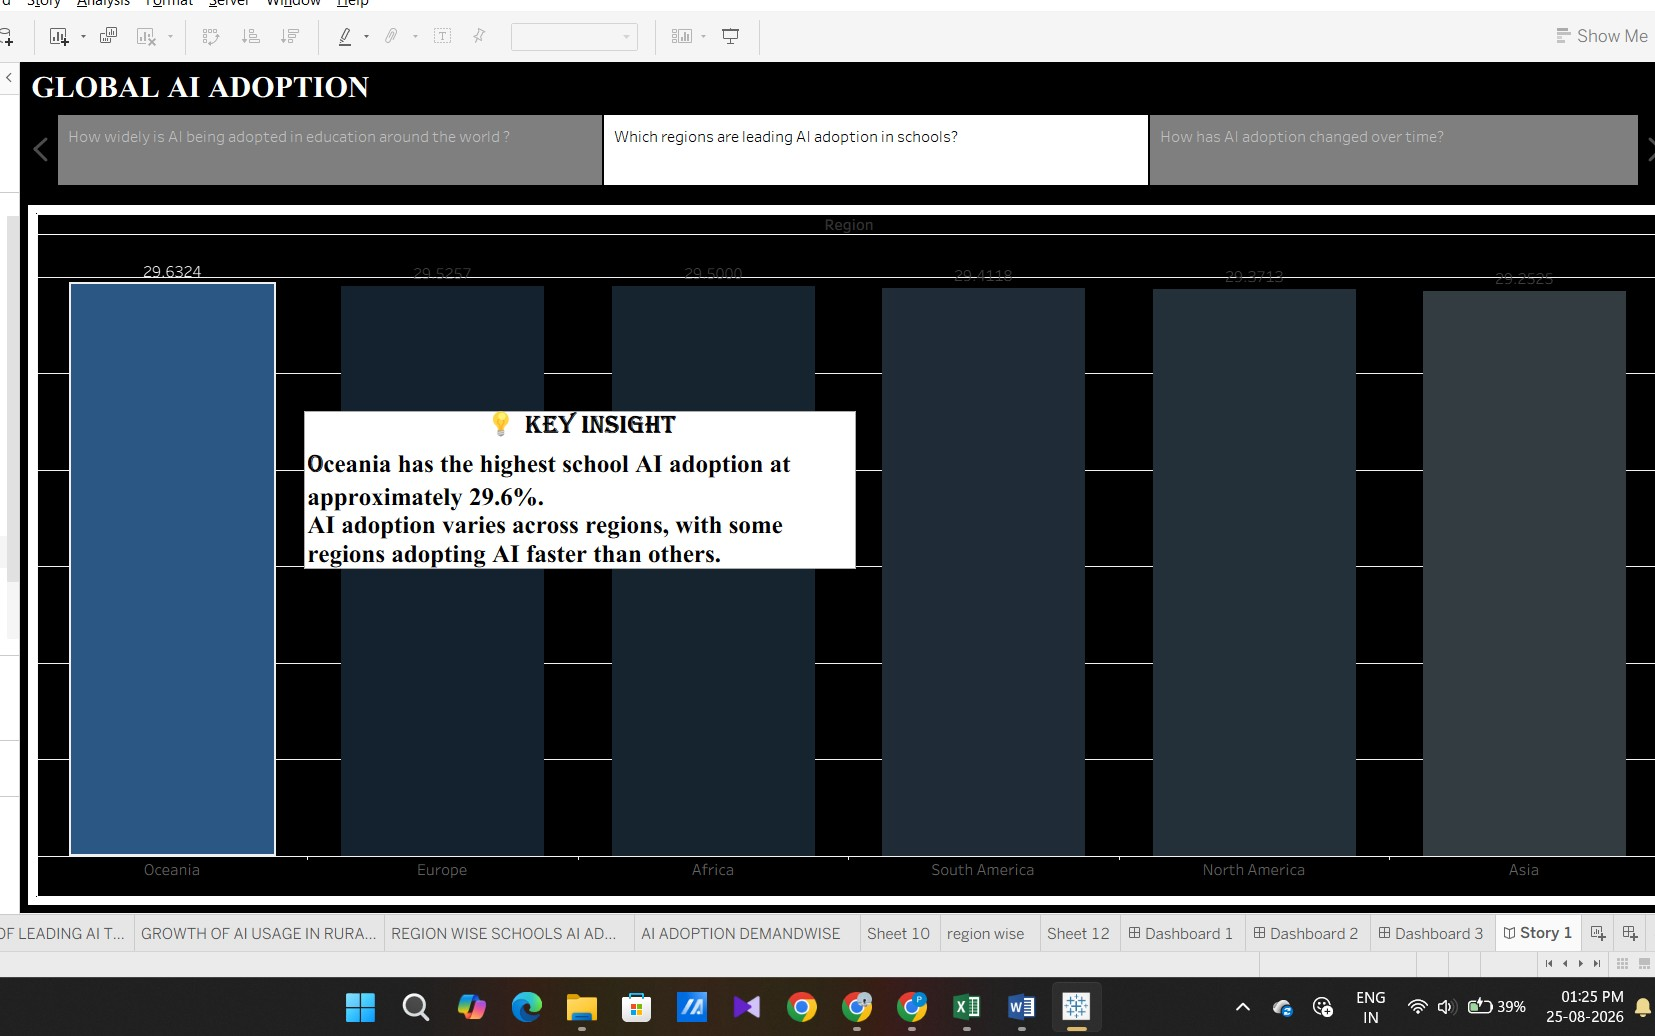 Story Analysis Format Server Window Help
Show Me
GLOBAL AI ADOPTION
How widely is AI being adopted in education around the world ?
Which regions are leading AI adoption in schools?
How has AI adoption changed over time?
Region
29.6324 29.5257 29.5000 29.4118 29.3713 29.2525
💡 KEY INSIGHT
Oceania has the highest school AI adoption at
approximately 29.6%.
AI adoption varies across regions, with some
regions adopting AI faster than others.
Oceania Europe Africa South America North America Asia
OF LEADING AI T... GROWTH OF AI USAGE IN RURA... REGION WISE SCHOOLS AI AD... AI ADOPTION DEMANDWISE Sheet 10 region wise Sheet 12 Dashboard 1 Dashboard 2 Dashboard 3 Story 1
ENG
IN
39%
01:25 PM
25-08-2026